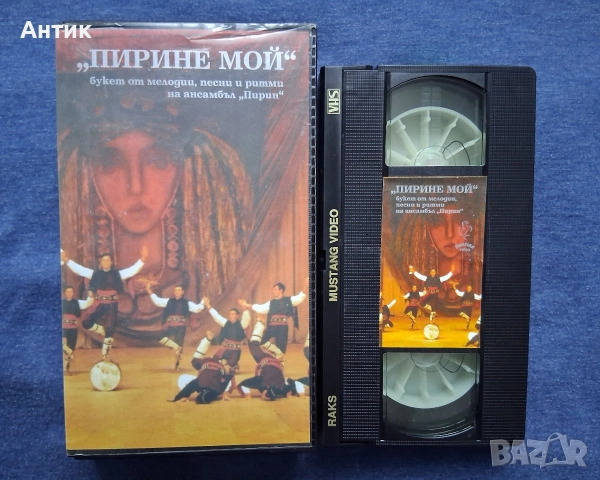 Антик
„ПИРИНЕ МОЙ“
букет от мелодии, песни и ритми
на ансамбъл „Пирин“
VHS
MUSTANG VIDEO
RAKS
„ПИРИНЕ МОЙ“
букет от мелодии,
песни и ритми
на ансамбъл „Пирин“
BAZAR